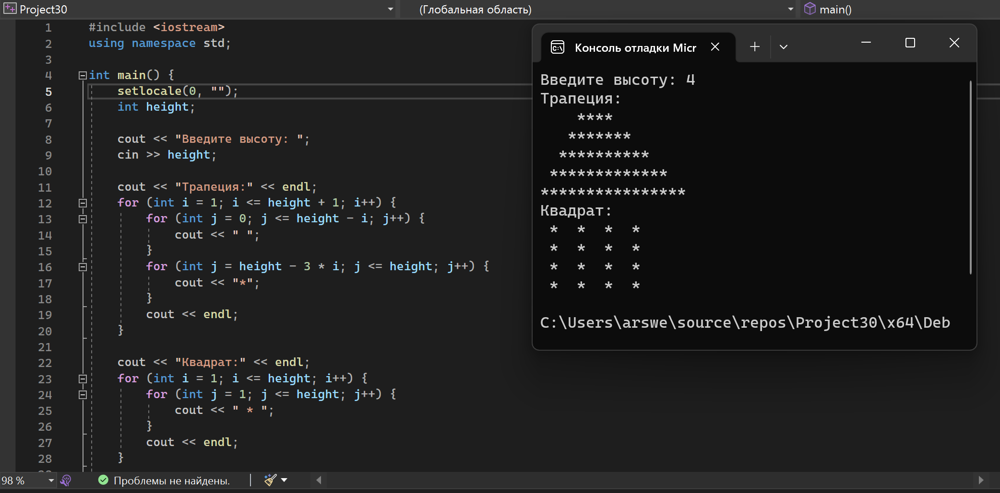 Project30
(Глобальная область)
main()
1 #include <iostream>
2 using namespace std;
3
4 int main() {
5 setlocale(0, "");
6 int height;
7
8 cout << "Введите высоту: ";
9 cin >> height;
10
11 cout << "Трапеция:" << endl;
12 for (int i = 1; i <= height + 1; i++) {
13 for (int j = 0; j <= height - i; j++) {
14 cout << " ";
15 }
16 for (int j = height - 3 * i; j <= height; j++) {
17 cout << "*";
18 }
19 cout << endl;
20 }
21
22 cout << "Квадрат:" << endl;
23 for (int i = 1; i <= height; i++) {
24 for (int j = 1; j <= height; j++) {
25 cout << " * ";
26 }
27 cout << endl;
28 }
Консоль отладки Micr
Введите высоту: 4
Трапеция:
    ****
   *******
  **********
 *************
****************
Квадрат:
 *  *  *  *
 *  *  *  *
 *  *  *  *
 *  *  *  *
C:\Users\arswe\source\repos\Project30\x64\Deb
98 %
Проблемы не найдены.